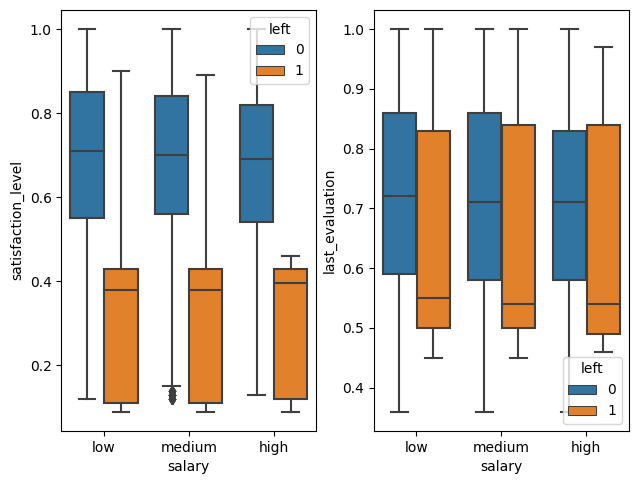 satisfaction_level
1.0
0.8
0.6
0.4
0.2
left
0
1
low
medium
high
salary
last_evaluation
1.0
0.9
0.8
0.7
0.6
0.5
0.4
left
0
1
low
medium
high
salary